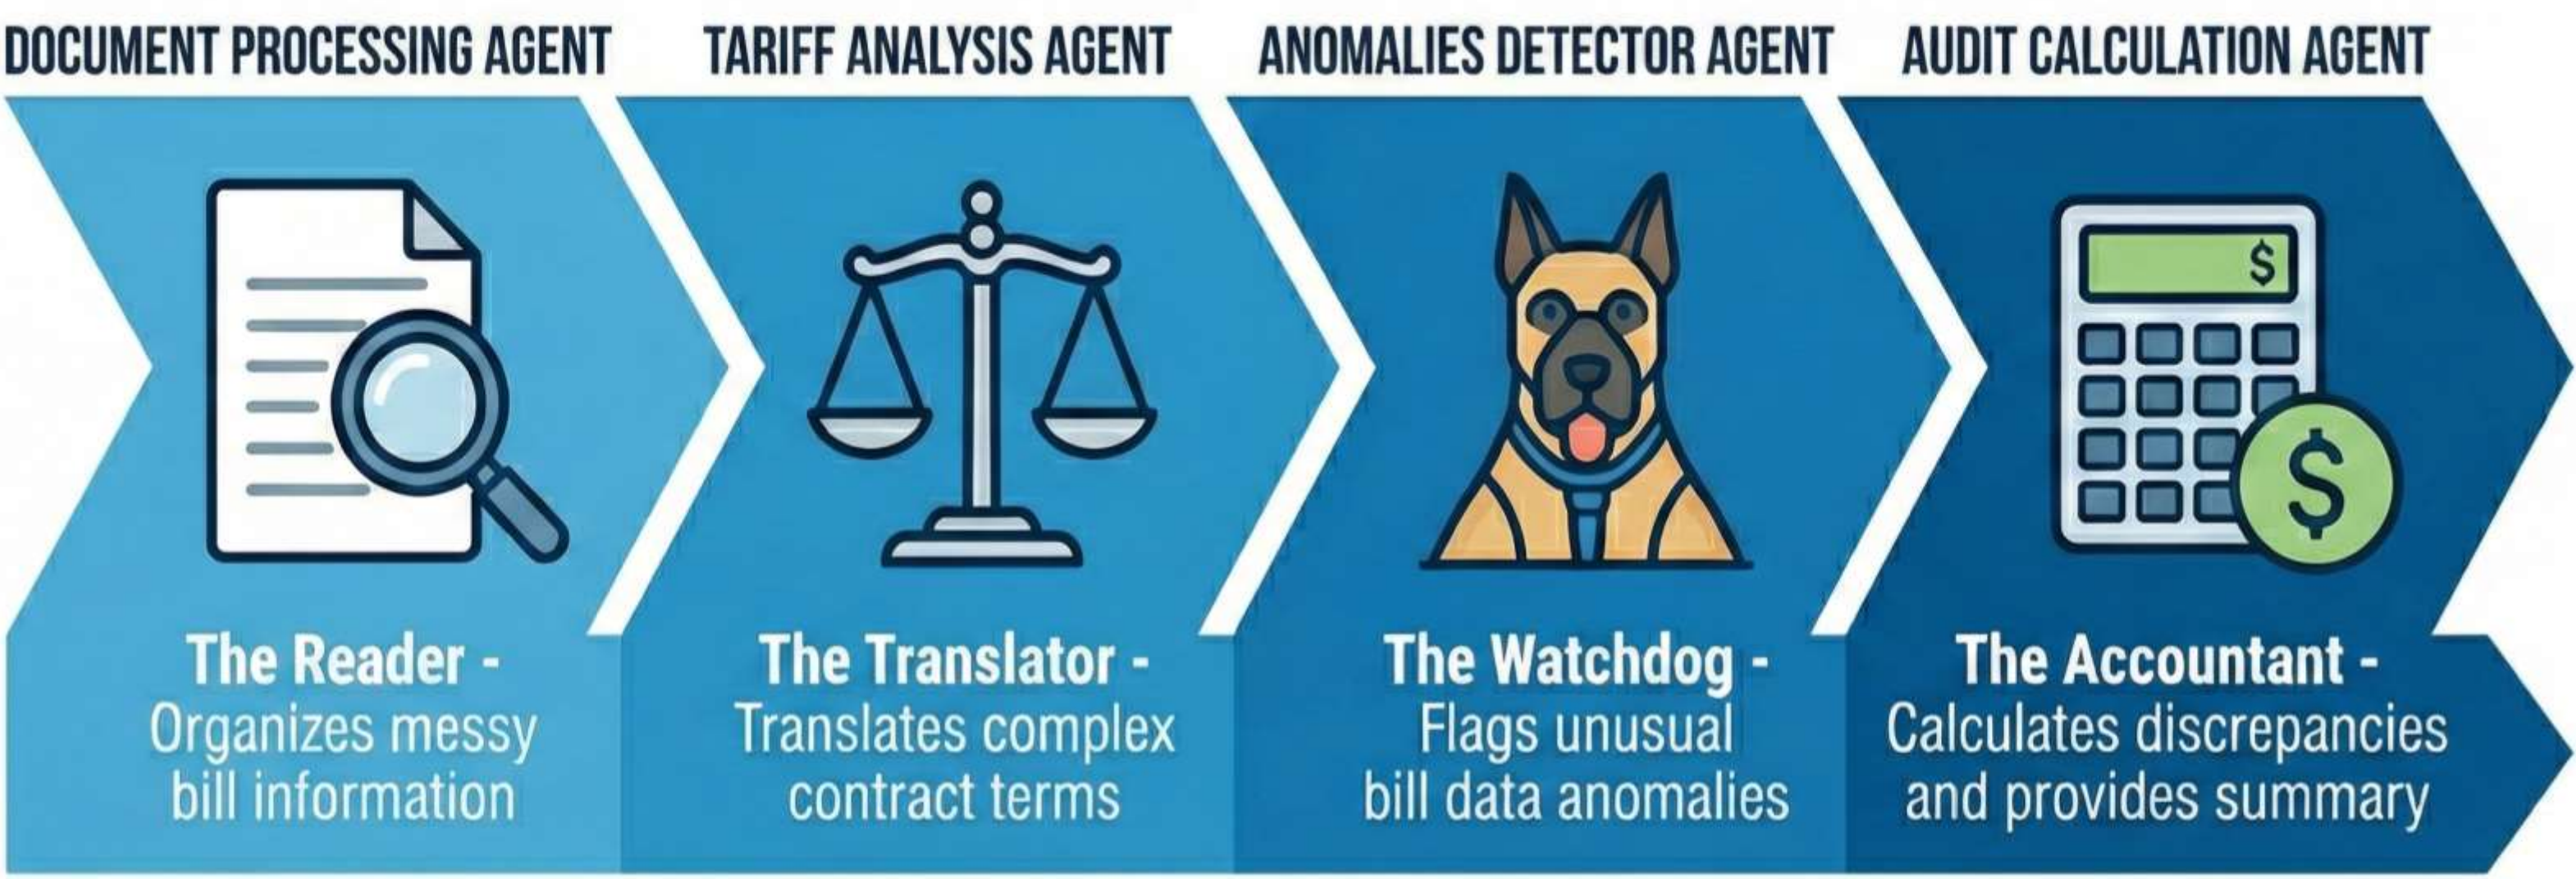 DOCUMENT PROCESSING AGENT
TARIFF ANALYSIS AGENT
ANOMALIES DETECTOR AGENT
AUDIT CALCULATION AGENT
The Reader -
Organizes messy
bill information
The Translator -
Translates complex
contract terms
The Watchdog -
Flags unusual
bill data anomalies
$
$
The Accountant -
Calculates discrepancies
and provides summary